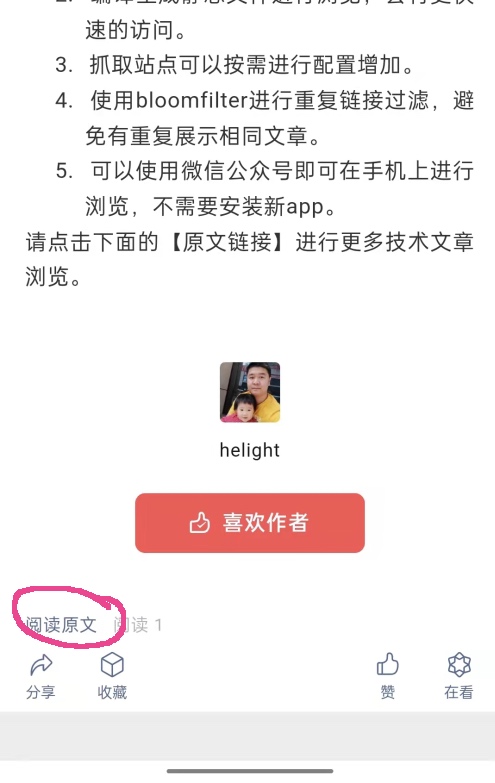 速的访问。
3. 抓取站点可以按需进行配置增加。
4. 使用bloomfilter进行重复链接过滤，避
免有重复展示相同文章。
5. 可以使用微信公众号即可在手机上进行
浏览，不需要安装新app。
请点击下面的【原文链接】进行更多技术文章
浏览。
helight
喜欢作者
阅读原文 阅读 1
分享 收藏 赞 在看